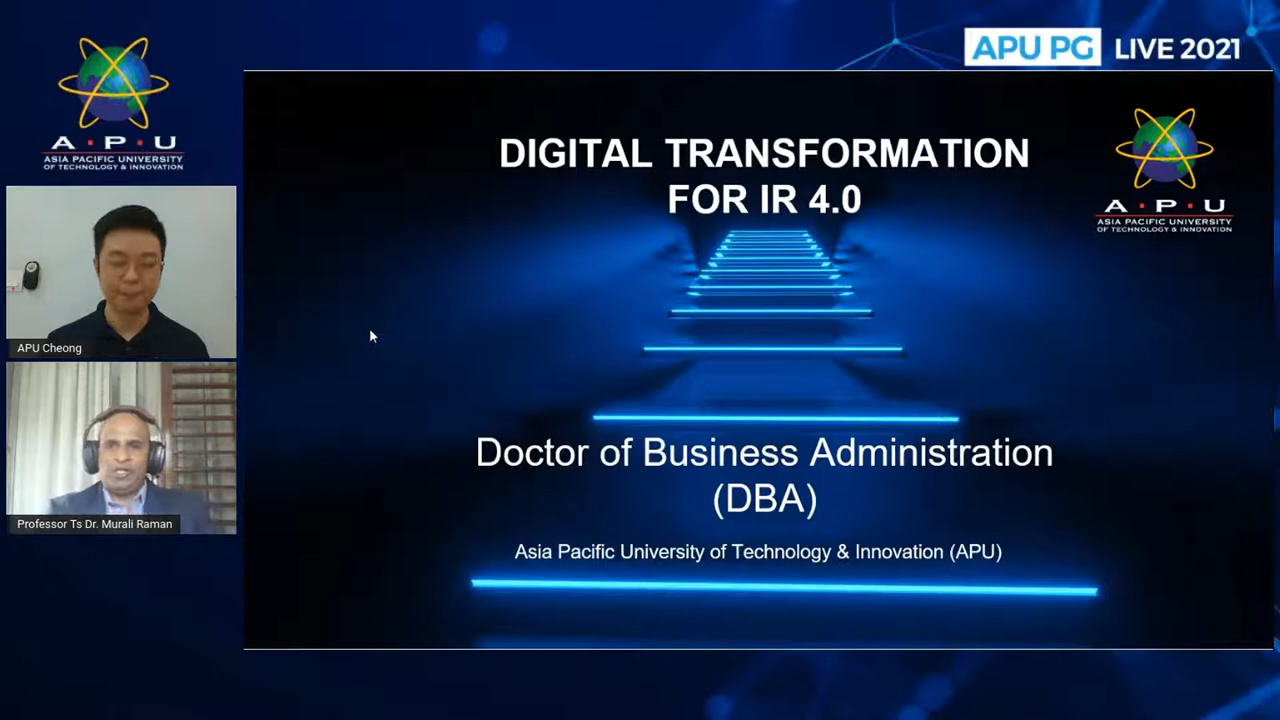 APU PG LIVE 2021
A·P·U
ASIA PACIFIC UNIVERSITY
OF TECHNOLOGY & INNOVATION
APU Cheong
Professor Ts Dr. Murali Raman
DIGITAL TRANSFORMATION
FOR IR 4.0
A·P·U
ASIA PACIFIC UNIVERSITY
OF TECHNOLOGY & INNOVATION
Doctor of Business Administration
(DBA)
Asia Pacific University of Technology & Innovation (APU)